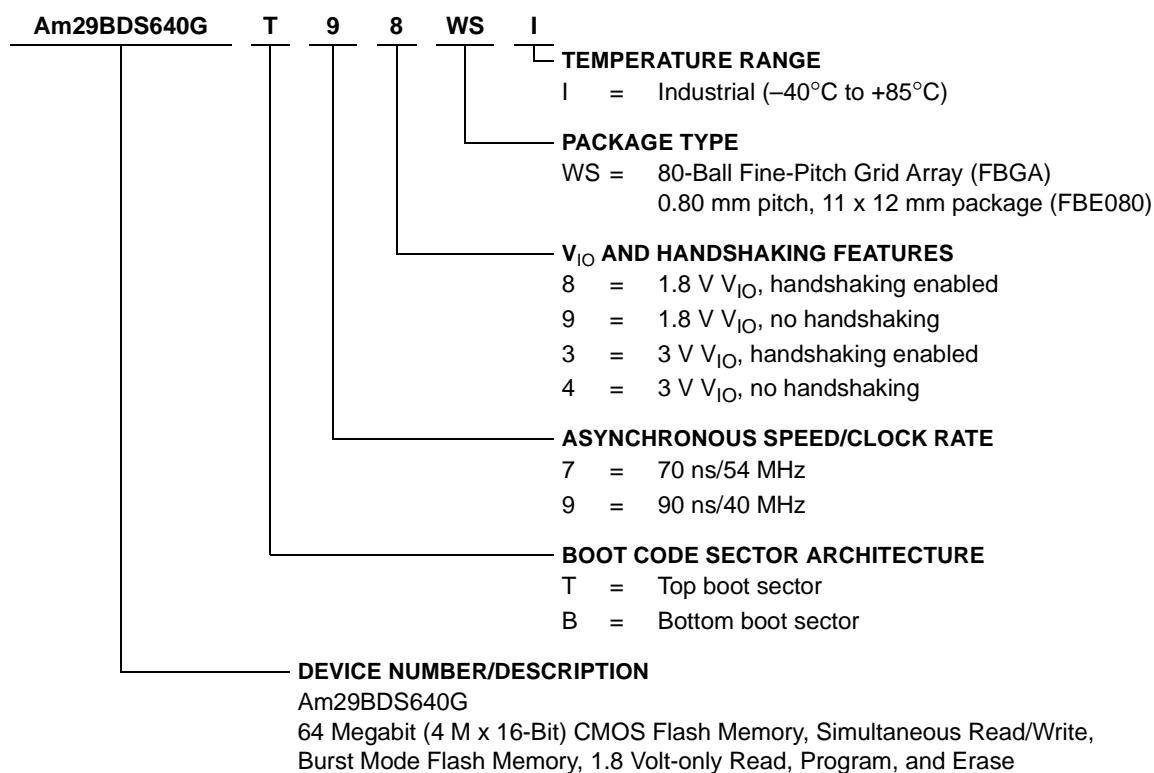 Am29BDS640G T 9 8 WS I
TEMPERATURE RANGE
I = Industrial (–40°C to +85°C)
PACKAGE TYPE
WS = 80-Ball Fine-Pitch Grid Array (FBGA)
0.80 mm pitch, 11 x 12 mm package (FBE080)
VIO AND HANDSHAKING FEATURES
8 = 1.8 V VIO, handshaking enabled
9 = 1.8 V VIO, no handshaking
3 = 3 V VIO, handshaking enabled
4 = 3 V VIO, no handshaking
ASYNCHRONOUS SPEED/CLOCK RATE
7 = 70 ns/54 MHz
9 = 90 ns/40 MHz
BOOT CODE SECTOR ARCHITECTURE
T = Top boot sector
B = Bottom boot sector
DEVICE NUMBER/DESCRIPTION
Am29BDS640G
64 Megabit (4 M x 16-Bit) CMOS Flash Memory, Simultaneous Read/Write,
Burst Mode Flash Memory, 1.8 Volt-only Read, Program, and Erase